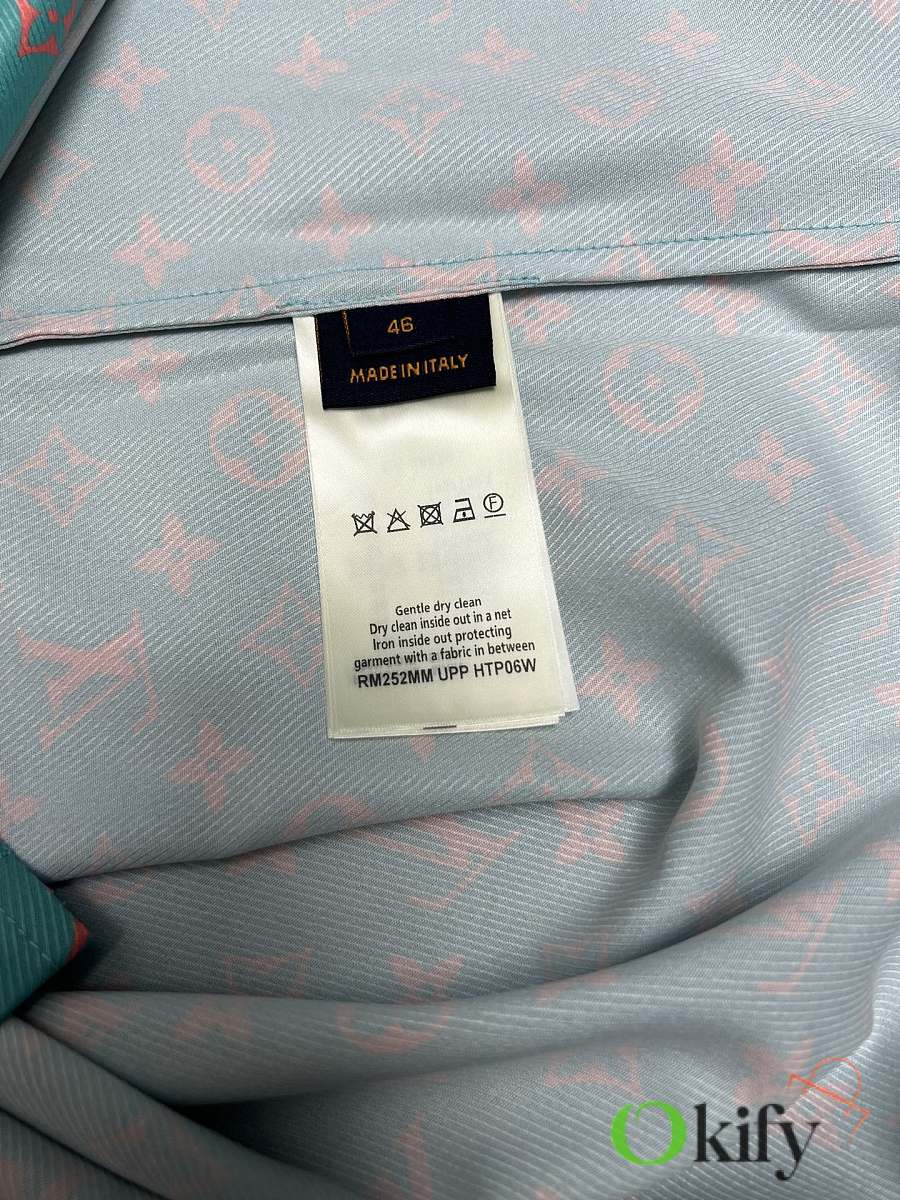 46
MADE IN ITALY
F
Gentle dry clean
Dry clean inside out in a net
Iron inside out protecting
garment with a fabric in between
RM252MM UPP HTP06W
Okify